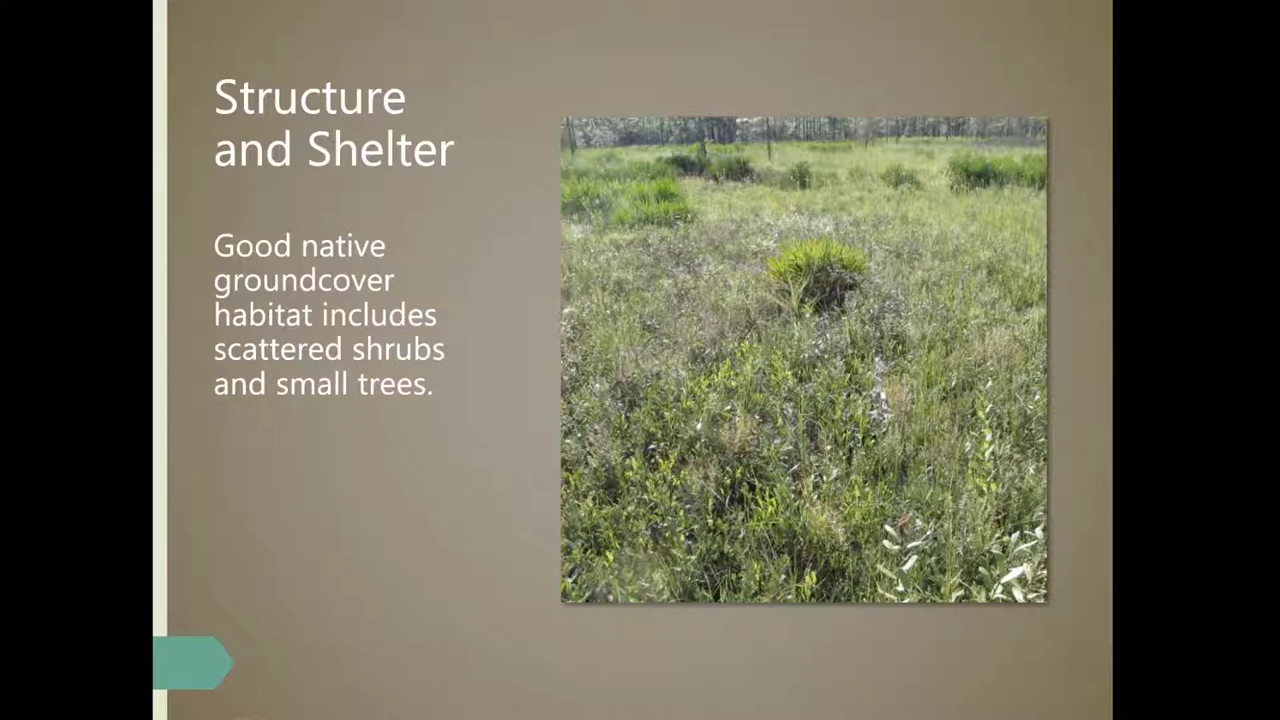 Structure
and Shelter
Good native
groundcover
habitat includes
scattered shrubs
and small trees.